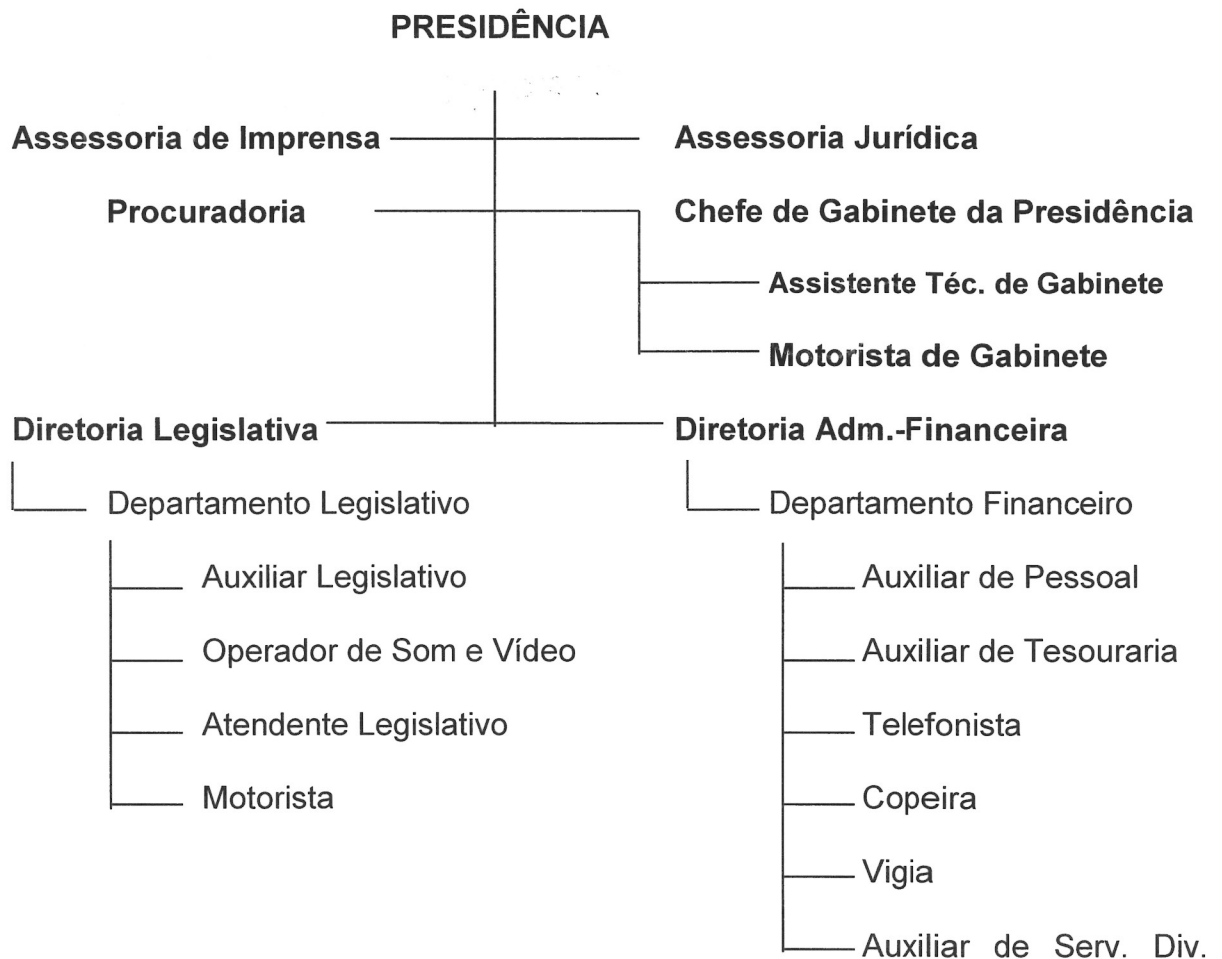 PRESIDÊNCIA
Assessoria de Imprensa
Assessoria Jurídica
Procuradoria
Chefe de Gabinete da Presidência
Assistente Téc. de Gabinete
Motorista de Gabinete
Diretoria Legislativa
Diretoria Adm.-Financeira
Departamento Legislativo
Departamento Financeiro
Auxiliar Legislativo
Auxiliar de Pessoal
Operador de Som e Vídeo
Auxiliar de Tesouraria
Atendente Legislativo
Telefonista
Motorista
Copeira
Vigia
Auxiliar de Serv. Div.